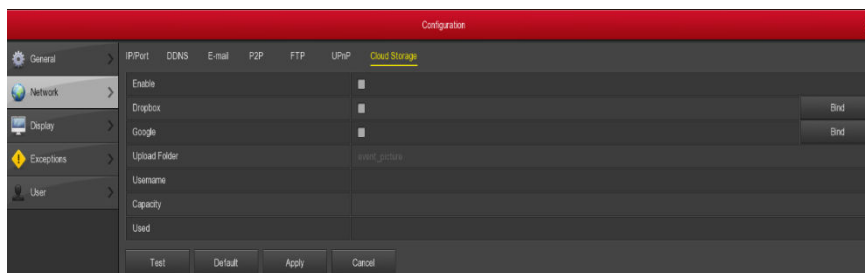 Configuration
General
Network
Display
Exceptions
User
IP/Port DDNS E-mail P2P FTP UPnP Cloud Storage
Enable
Dropbox Bind
Google Bind
Upload Folder event_picture
Username
Capacity
Used
Test Default Apply Cancel